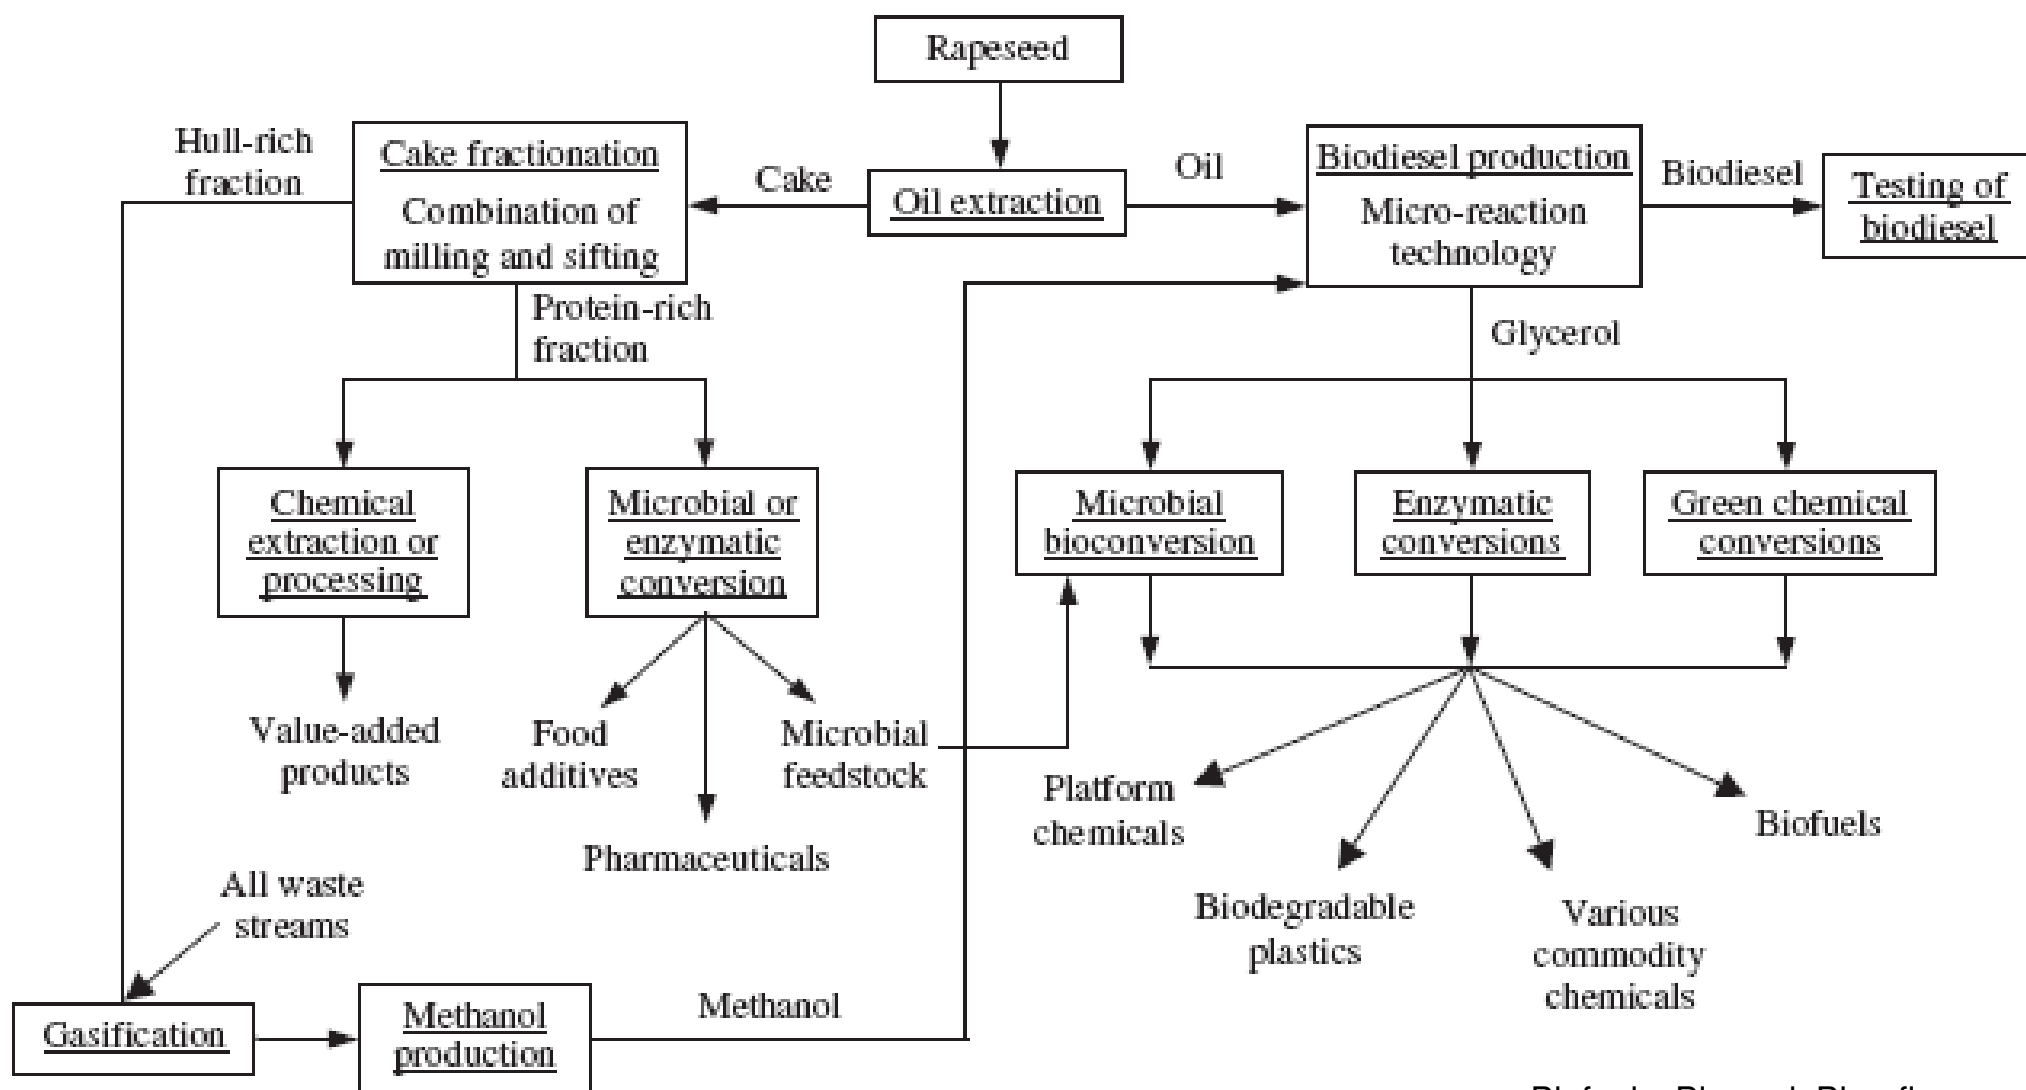 Rapeseed
Hull-rich
fraction
Cake fractionation
Combination of
milling and sifting
Cake
Oil extraction
Oil
Biodiesel production
Micro-reaction
technology
Biodiesel
Testing of
biodiesel
Protein-rich
fraction
Glycerol
Chemical
extraction or
processing
Microbial or
enzymatic
conversion
Microbial
bioconversion
Enzymatic
conversions
Green chemical
conversions
Value-added
products
Food
additives
Microbial
feedstock
Pharmaceuticals
Platform
chemicals
Biodegradable
plastics
Various
commodity
chemicals
Biofuels
All waste
streams
Gasification
Methanol
production
Methanol